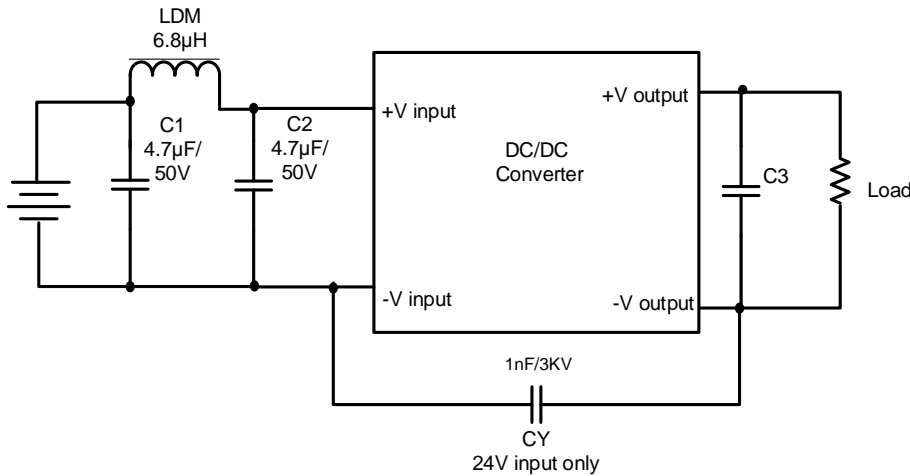 LDM
6.8µH
C1
4.7µF/
50V
C2
4.7µF/
50V
+V input
-V input
DC/DC
Converter
+V output
-V output
C3
Load
1nF/3KV
CY
24V input only